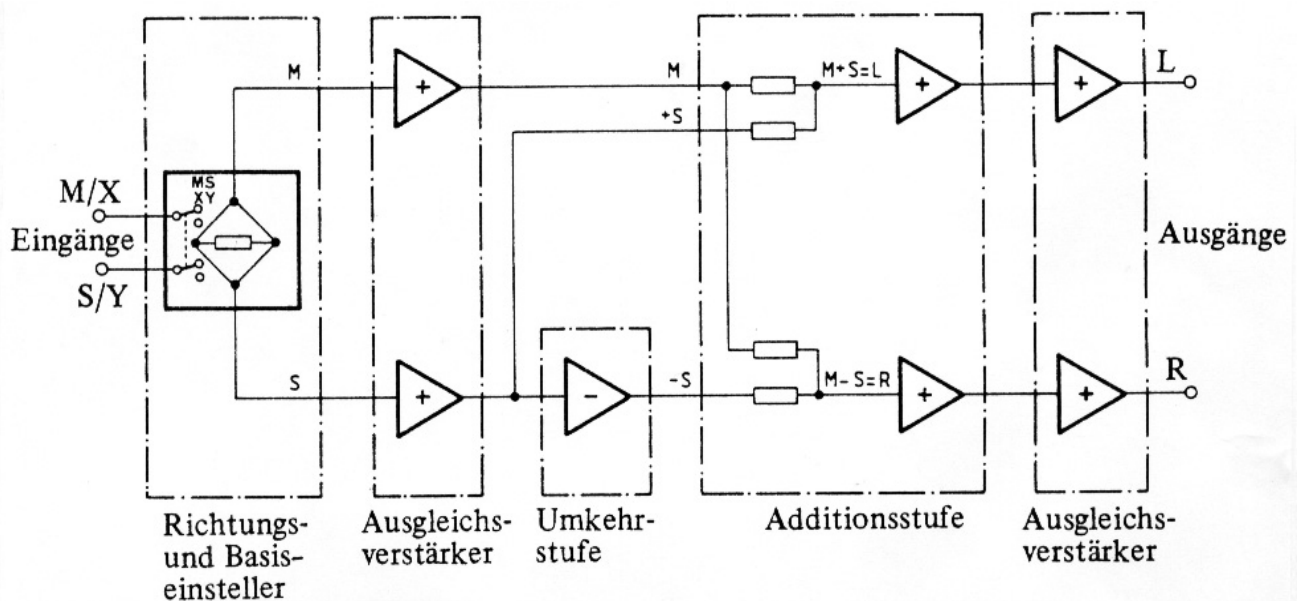 M
M
M+S=L
L
+S
MS
XY
M/X
Eingänge
S/Y
Ausgänge
S
-S
M-S=R
R
+
+
+
+
-
+
+
Richtungs-
und Basis-
einsteller
Ausgleichs-
verstärker
Umkehr-
stufe
Additionsstufe
Ausgleichs-
verstärker